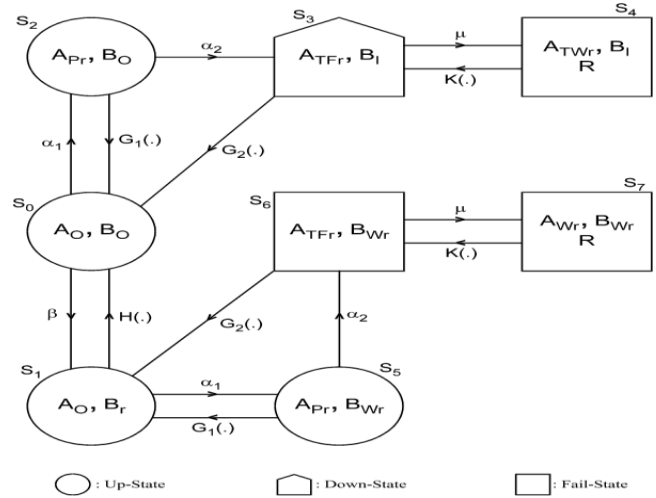 S2
S3
S4
APr, BO
α2
ATFr, BI
μ
K(.)
ATWr, BI
R
α1
G1(.)
G2(.)
S0
S6
S7
AO, BO
ATFr, BWr
μ
K(.)
AWr, BWr
R
β
H(.)
G2(.)
α2
S1
S5
AO, Br
α1
G1(.)
APr, BWr
: Up-State
: Down-State
: Fail-State